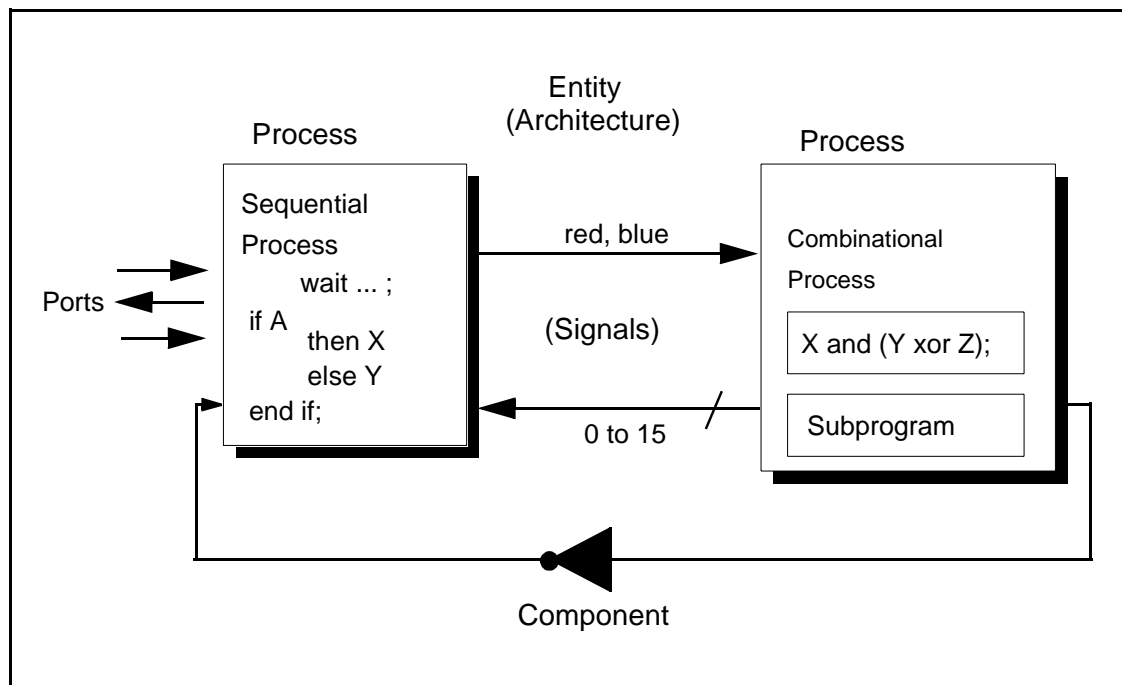 Entity
(Architecture)
Process
Sequential
Process
wait ... ;
if A
then X
else Y
end if;
Ports
red, blue
(Signals)
0 to 15
Process
Combinational
Process
X and (Y xor Z);
Subprogram
Component